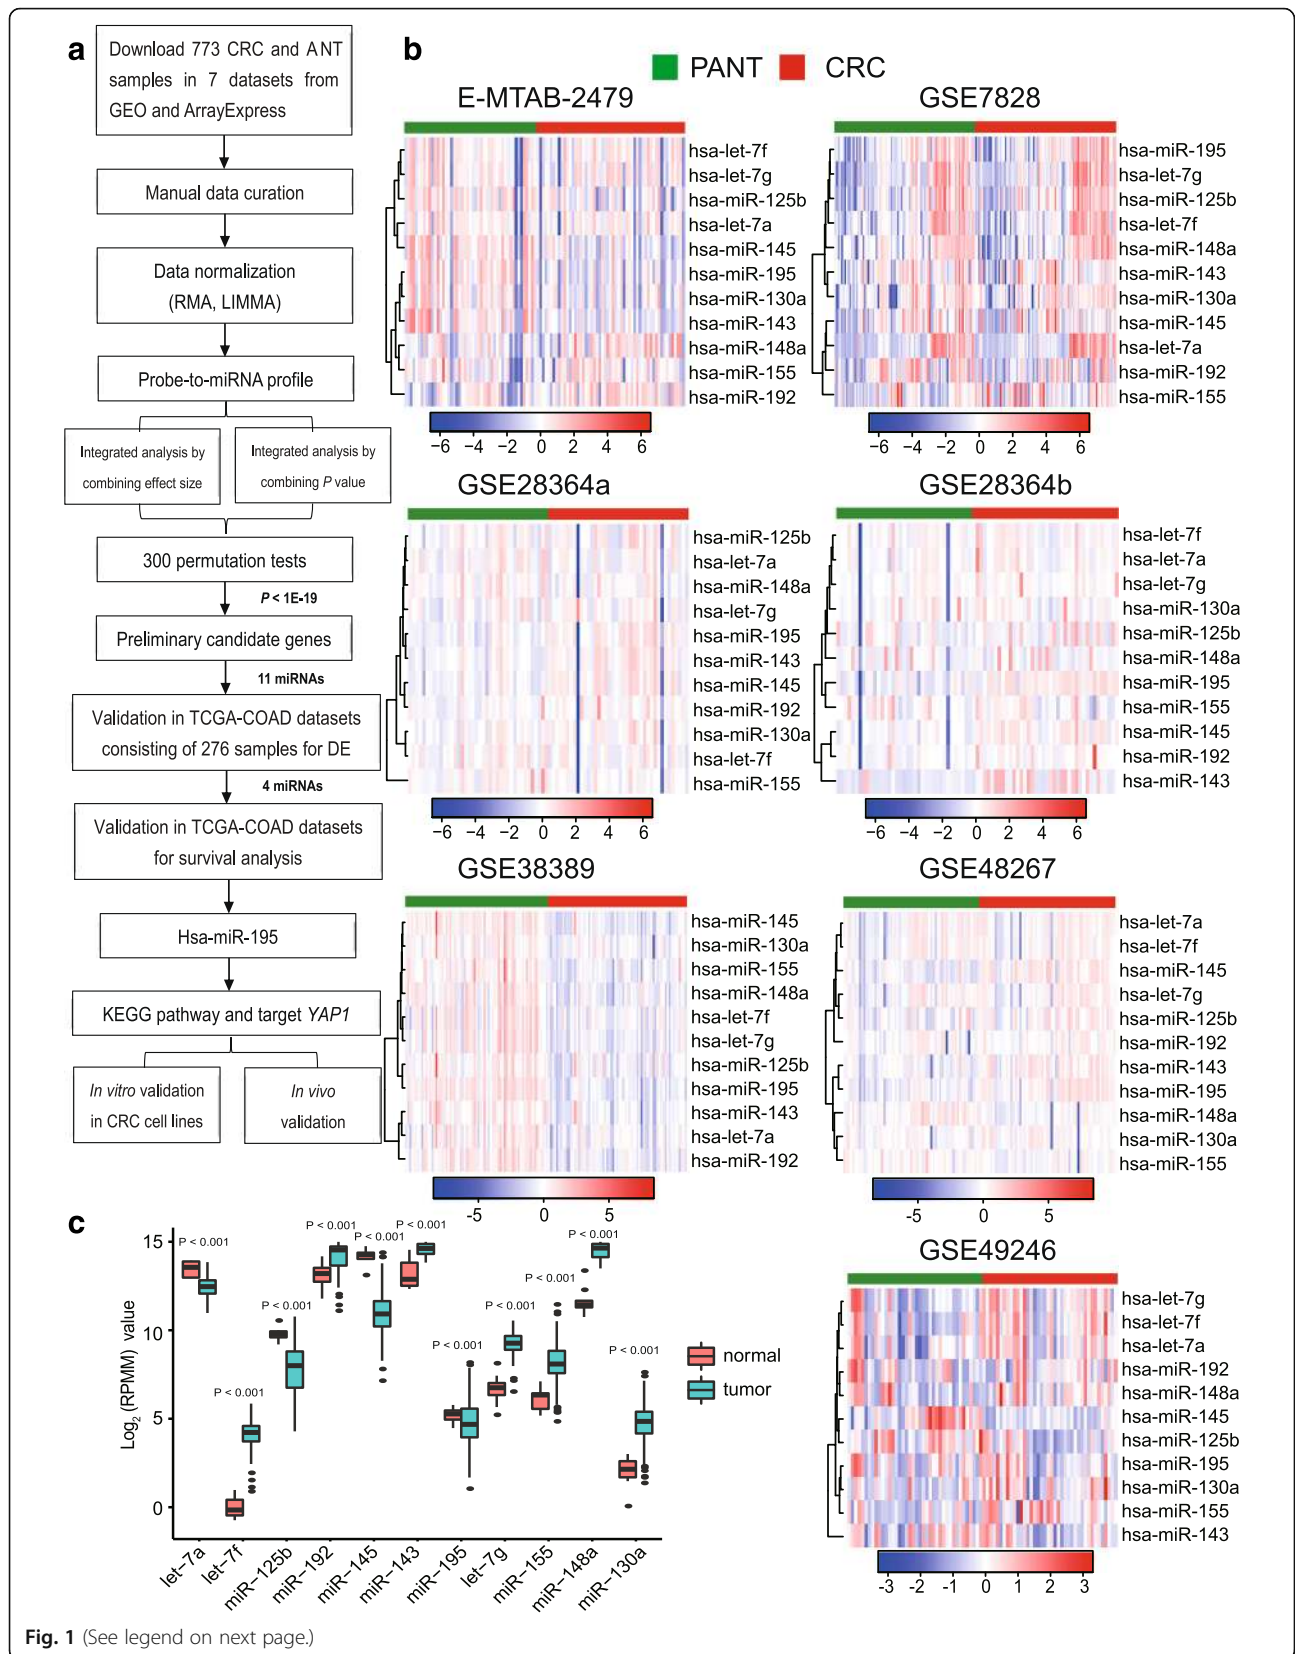 a
Download 773 CRC and ANT
samples in 7 datasets from
GEO and ArrayExpress
Manual data curation
Data normalization
(RMA, LIMMA)
Probe-to-miRNA profile
Integrated analysis by
combining effect size
Integrated analysis by
combining P value
300 permutation tests
P < 1E-19
Preliminary candidate genes
11 miRNAs
Validation in TCGA-COAD datasets
consisting of 276 samples for DE
4 miRNAs
Validation in TCGA-COAD datasets
for survival analysis
Hsa-miR-195
KEGG pathway and target YAP1
In vitro validation
in CRC cell lines
In vivo
validation
b
PANT CRC
E-MTAB-2479
hsa-let-7f
hsa-let-7g
hsa-miR-125b
hsa-let-7a
hsa-miR-145
hsa-miR-195
hsa-miR-130a
hsa-miR-143
hsa-miR-148a
hsa-miR-155
hsa-miR-192
−6 −4 −2 0 2 4 6
GSE7828
hsa-miR-195
hsa-let-7g
hsa-miR-125b
hsa-let-7f
hsa-miR-148a
hsa-miR-143
hsa-miR-130a
hsa-miR-145
hsa-let-7a
hsa-miR-192
hsa-miR-155
−6 −4 −2 0 2 4 6
GSE28364a
hsa-miR-125b
hsa-let-7a
hsa-miR-148a
hsa-let-7g
hsa-miR-195
hsa-miR-143
hsa-miR-145
hsa-miR-192
hsa-miR-130a
hsa-let-7f
hsa-miR-155
−6 −4 −2 0 2 4 6
GSE28364b
hsa-let-7f
hsa-let-7a
hsa-let-7g
hsa-miR-130a
hsa-miR-125b
hsa-miR-148a
hsa-miR-195
hsa-miR-155
hsa-miR-145
hsa-miR-192
hsa-miR-143
−6 −4 −2 0 2 4 6
GSE38389
hsa-miR-145
hsa-miR-130a
hsa-miR-155
hsa-miR-148a
hsa-let-7f
hsa-let-7g
hsa-miR-125b
hsa-miR-195
hsa-miR-143
hsa-let-7a
hsa-miR-192
-5 0 5
GSE48267
hsa-let-7a
hsa-let-7f
hsa-miR-145
hsa-let-7g
hsa-miR-125b
hsa-miR-192
hsa-miR-143
hsa-miR-195
hsa-miR-148a
hsa-miR-130a
hsa-miR-155
-5 0 5
GSE49246
hsa-let-7g
hsa-let-7f
hsa-let-7a
hsa-miR-192
hsa-miR-148a
hsa-miR-145
hsa-miR-125b
hsa-miR-195
hsa-miR-130a
hsa-miR-155
hsa-miR-143
-3 -2 -1 0 1 2 3
c
Log2 (RPMM) value
15
10
5
0
P < 0.001
P < 0.001
P < 0.001
P < 0.001
P < 0.001
P < 0.001
P < 0.001
P < 0.001
P < 0.001
P < 0.001
P < 0.001
let−7a
let−7f
miR−125b
miR−192
miR−145
miR−143
miR−195
let−7g
miR−155
miR−148a
miR−130a
normal
tumor
Fig. 1 (See legend on next page.)